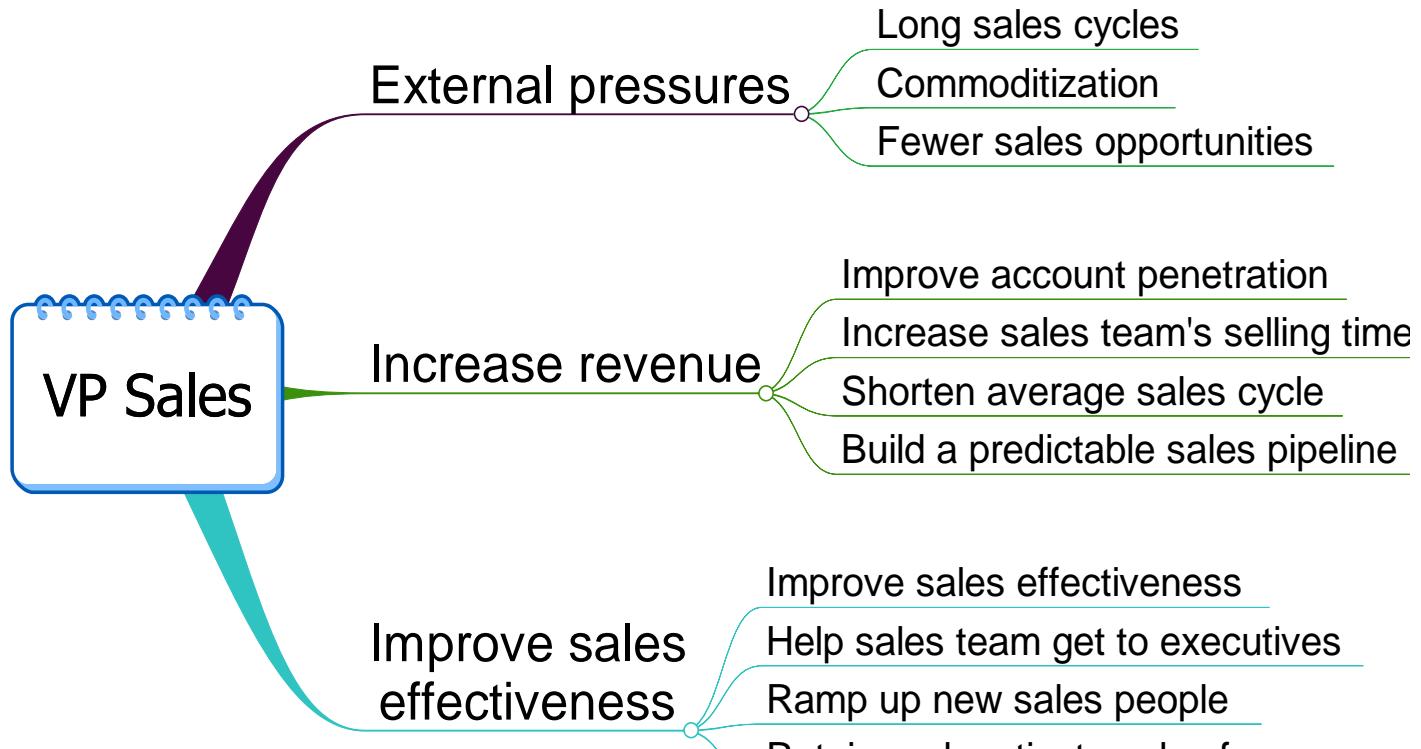 Long sales cycles
External pressures
Commoditization
Fewer sales opportunities
Improve account penetration
Increase sales team's selling time
Increase revenue
Shorten average sales cycle
Build a predictable sales pipeline
VP Sales
Improve sales effectiveness
Help sales team get to executives
Improve sales
effectiveness
Ramp up new sales people